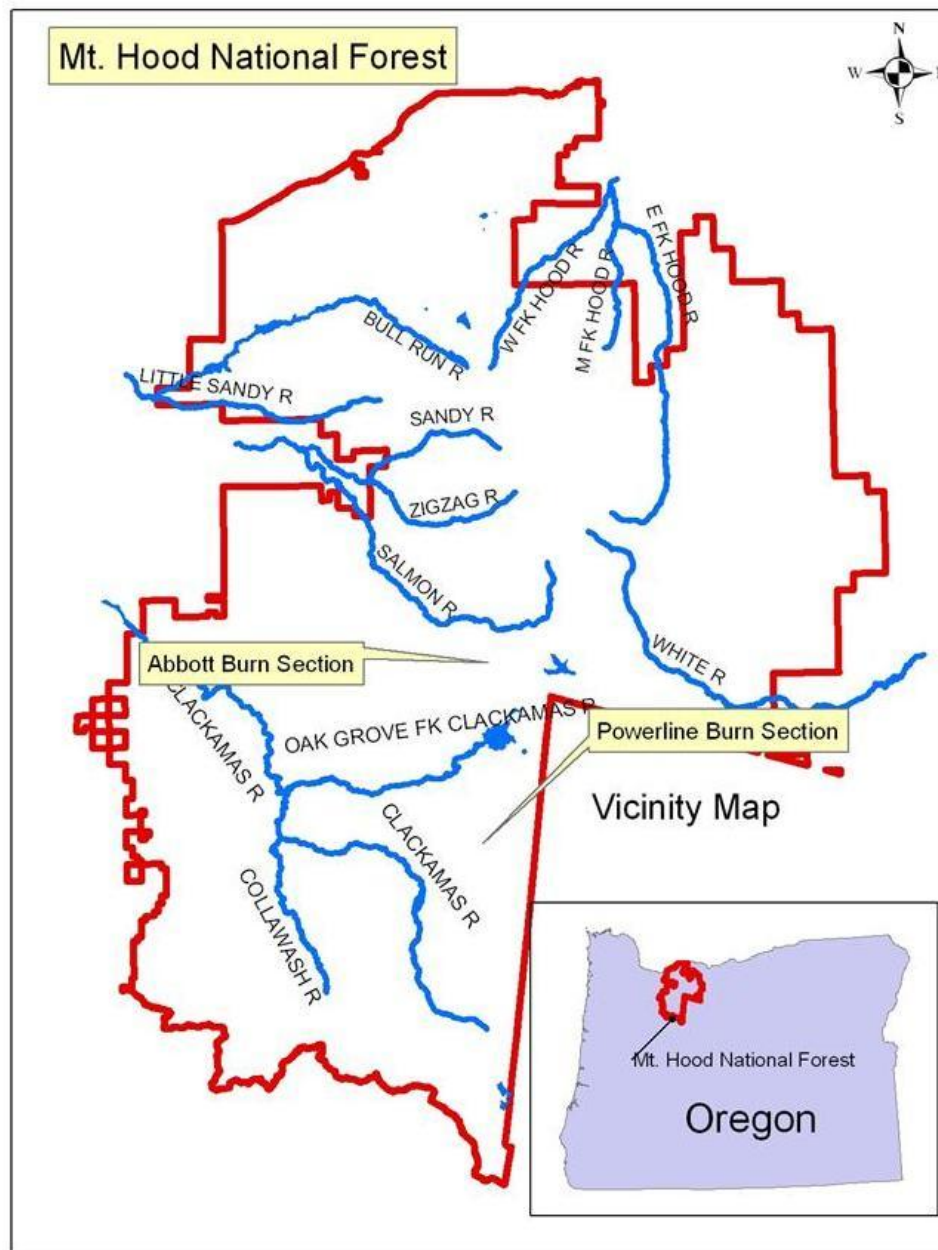 Mt. Hood National Forest
N
W
S
E FK HOOD R
W FK HOOD R
M FK HOOD R
BULL RUN R
LITTLE SANDY R
SANDY R
ZIGZAG R
SALMON R
WHITE R
Abbott Burn Section
CLACKAMAS R
OAK GROVE FK CLACKAMAS R
Powerline Burn Section
Vicinity Map
CLACKAMAS R
COLLAWASH R
Mt. Hood National Forest
Oregon